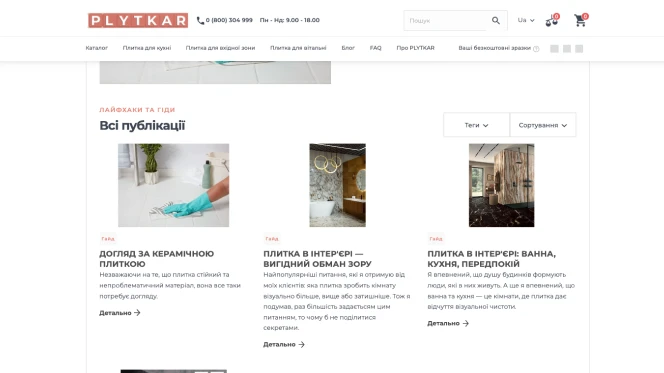 PLYTKAR
0 (800) 304 999
Пн - Нд: 9.00 - 18.00
Пошук
Ua
0
0
Каталог
Плитка для кухні
Плитка для вхідної зони
Плитка для вітальні
Блог
FAQ
Про PLYTKAR
Ваші безкоштовні зразки
ЛАЙФХАКИ ТА ГІДИ
Всі публікації
Теги
Сортування
Гайд
ДОГЛЯД ЗА КЕРАМІЧНОЮ
ПЛИТКОЮ
Незважаючи на те, що плитка стійкий та
непроблематичний матеріал, вона все таки
потребує догляду.
Детально
Гайд
ПЛИТКА В ІНТЕР'ЄРІ —
ВИГІДНИЙ ОБМАН ЗОРУ
Найпопулярніші питання, які я отримую від
моїх клієнтів: яка плитка зробить кімнату
візуально більше, вище або затишніше. Тож я
подумав, раз більшість задається цим
питанням, то чому б не поділитися
секретами.
Детально
Гайд
ПЛИТКА В ІНТЕР'ЄРІ: ВАННА,
КУХНЯ, ПЕРЕДПОКІЙ
Я впевнений, що душу будинків формують
люди, які в них живуть. А ще я впевнений, що
ванна та кухня — це кімнати, де плитка дає
відчуття візуальної чистоти.
Детально